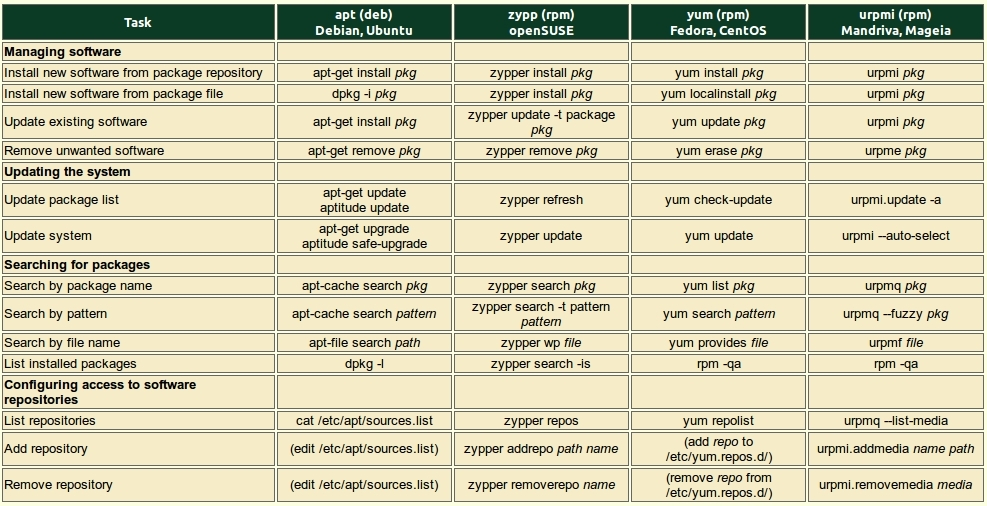 Task apt (deb) Debian, Ubuntu zypp (rpm) openSUSE yum (rpm) Fedora, CentOS urpmi (rpm) Mandriva, Mageia
Managing software
Install new software from package repository apt-get install pkg zypper install pkg yum install pkg urpmi pkg
Install new software from package file dpkg -i pkg zypper install pkg yum localinstall pkg urpmi pkg
Update existing software apt-get install pkg zypper update -t package pkg yum update pkg urpmi pkg
Remove unwanted software apt-get remove pkg zypper remove pkg yum erase pkg urpme pkg
Updating the system
Update package list apt-get update aptitude update zypper refresh yum check-update urpmi.update -a
Update system apt-get upgrade aptitude safe-upgrade zypper update yum update urpmi --auto-select
Searching for packages
Search by package name apt-cache search pkg zypper search pkg yum list pkg urpmq pkg
Search by pattern apt-cache search pattern zypper search -t pattern pattern yum search pattern urpmq --fuzzy pkg
Search by file name apt-file search path zypper wp file yum provides file urpmf file
List installed packages dpkg -l zypper search -is rpm -qa rpm -qa
Configuring access to software repositories
List repositories cat /etc/apt/sources.list zypper repos yum repolist urpmq --list-media
Add repository (edit /etc/apt/sources.list) zypper addrepo path name (add repo to /etc/yum.repos.d/) urpmi.addmedia name path
Remove repository (edit /etc/apt/sources.list) zypper removerepo name (remove repo from /etc/yum.repos.d/) urpmi.removemedia media